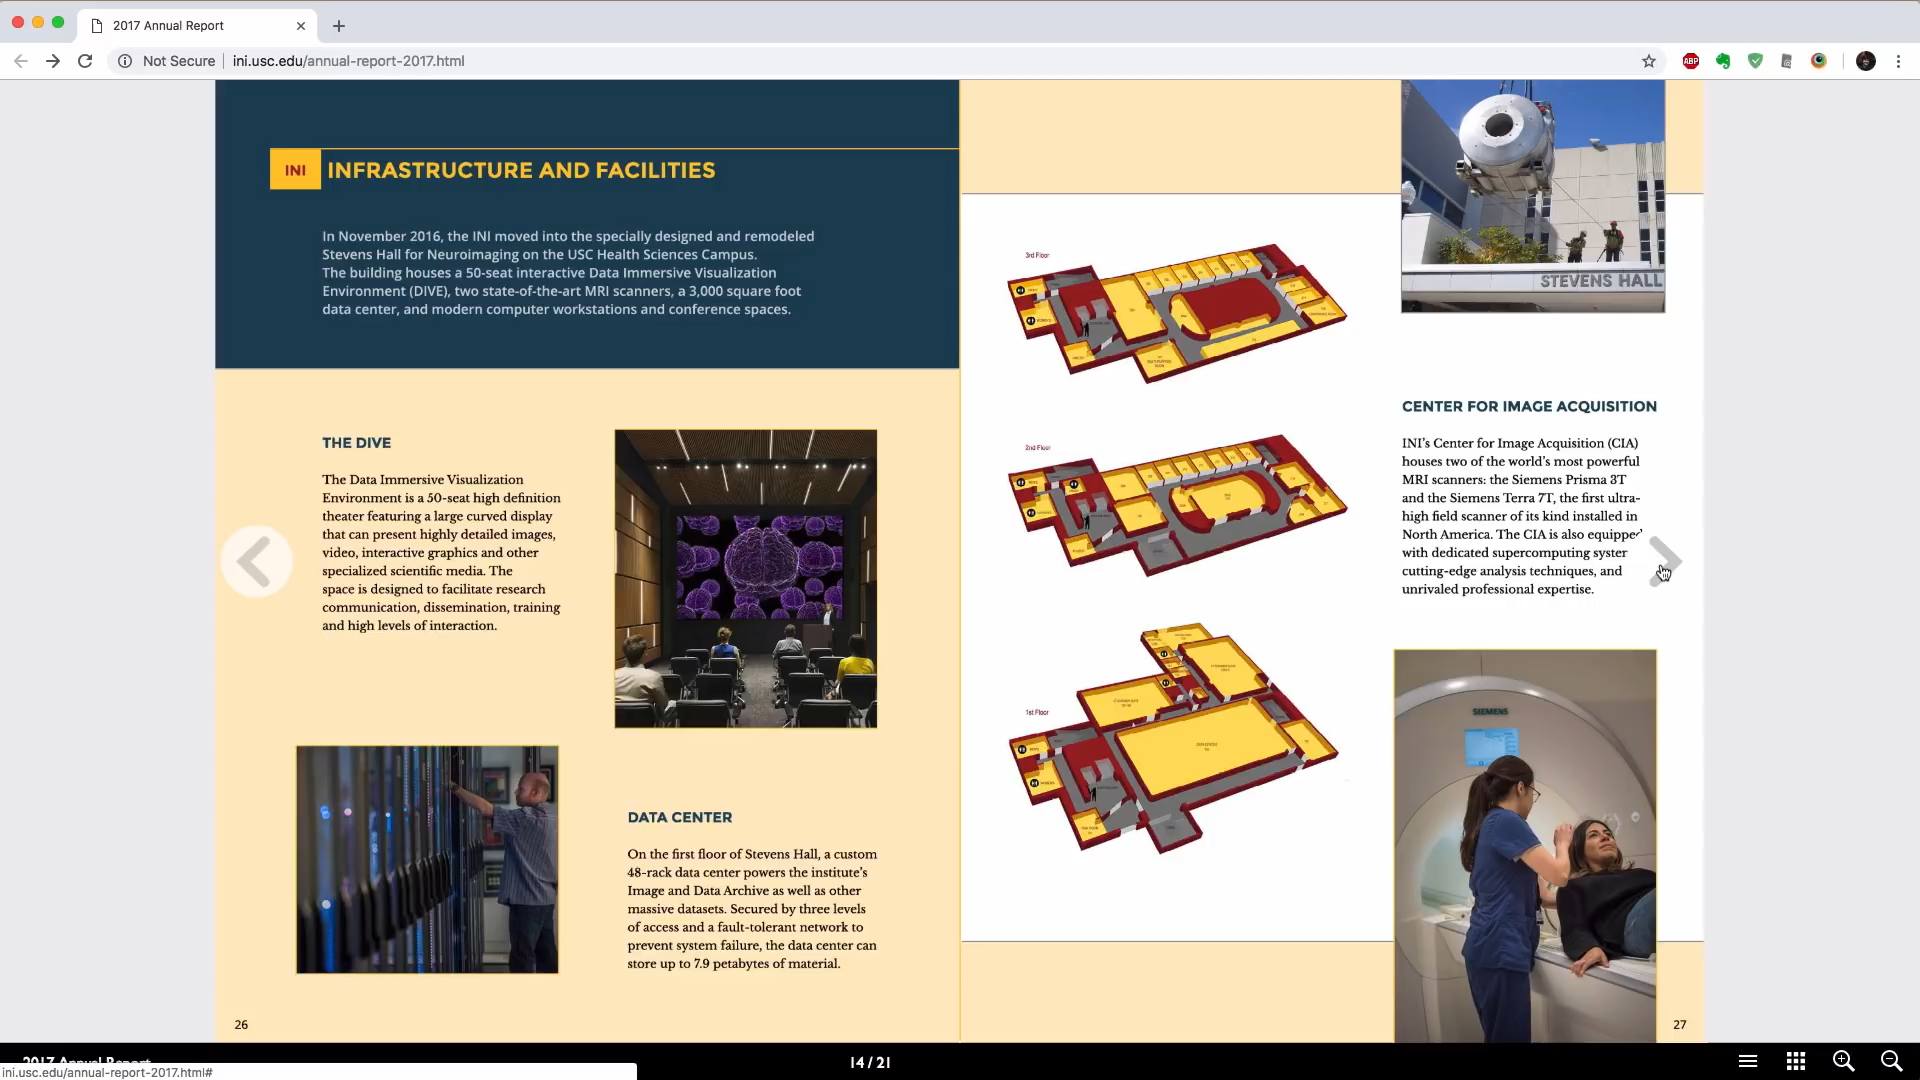 2017 Annual Report
Not Secure
ini.usc.edu/annual-report-2017.html
ABP
INI
INFRASTRUCTURE AND FACILITIES
In November 2016, the INI moved into the specially designed and remodeled
Stevens Hall for Neuroimaging on the USC Health Sciences Campus.
The building houses a 50-seat interactive Data Immersive Visualization
Environment (DIVE), two state-of-the-art MRI scanners, a 3,000 square foot
data center, and modern computer workstations and conference spaces.
THE DIVE
The Data Immersive Visualization
Environment is a 50-seat high definition
theater featuring a large curved display
that can present highly detailed images,
video, interactive graphics and other
specialized scientific media. The
space is designed to facilitate research
communication, dissemination, training
and high levels of interaction.
DATA CENTER
On the first floor of Stevens Hall, a custom
48-rack data center powers the institute's
Image and Data Archive as well as other
massive datasets. Secured by three levels
of access and a fault-tolerant network to
prevent system failure, the data center can
store up to 7.9 petabytes of material.
26
3rd Floor
2nd Floor
1st Floor
STEVENS HALL
CENTER FOR IMAGE ACQUISITION
INI's Center for Image Acquisition (CIA)
houses two of the world's most powerful
MRI scanners: the Siemens Prisma 3T
and the Siemens Terra 7T, the first ultra-
high field scanner of its kind installed in
North America. The CIA is also equipped
with dedicated supercomputing
cutting-edge analysis techniques, and
unrivaled professional expertise.
SIEMENS
27
2017 Annual Report
14 / 21
ini.usc.edu/annual-report-2017.html#